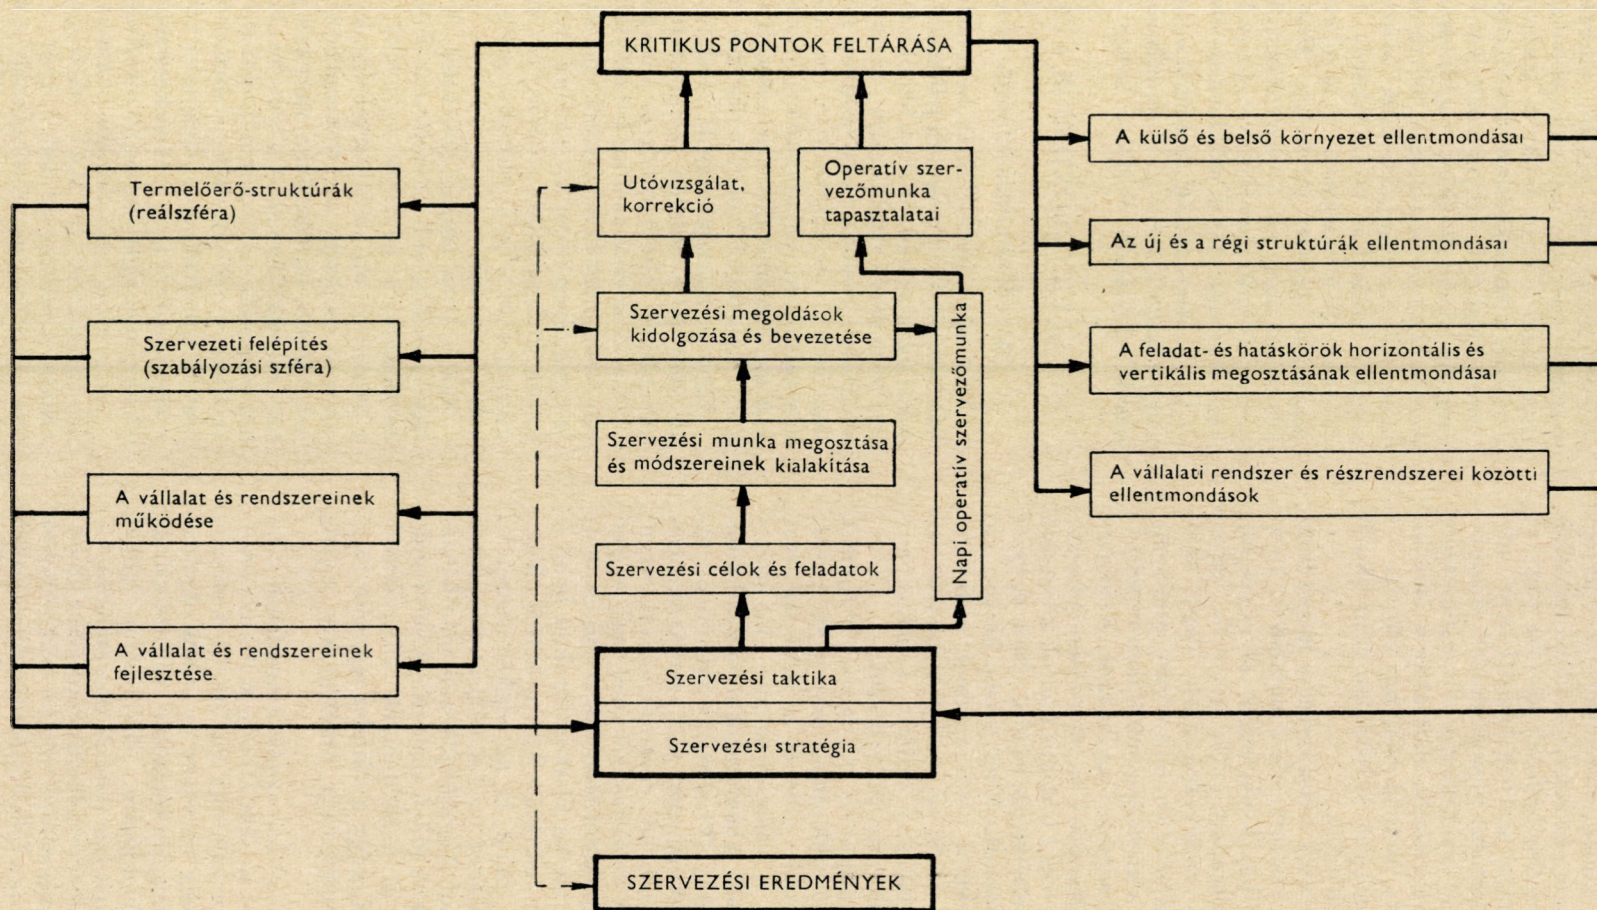 KRITIKUS PONTOK FELTÁRÁSA
Termelőerő-struktúrák
(reálszféra)
Szervezeti felépítés
(szabályozási szféra)
A vállalat és rendszereinek
működése
A vállalat és rendszereinek
fejlesztése
Utóvizsgálat,
korrekció
Operatív szer-
vezőmunka
tapasztalatai
Szervezési megoldások
kidolgozása és bevezetése
Napi operatív szervezőmunka
Szervezési munka megosztása
és módszereinek kialakítása
Szervezési célok és feladatok
Szervezési taktika
Szervezési stratégia
SZERVEZÉSI EREDMÉNYEK
A külső és belső környezet ellentmondásai
Az új és a régi struktúrák ellentmondásai
A feladat- és hatáskörök horizontális és
vertikális megosztásának ellentmondásai
A vállalati rendszer és részrendszerei közötti
ellentmondások